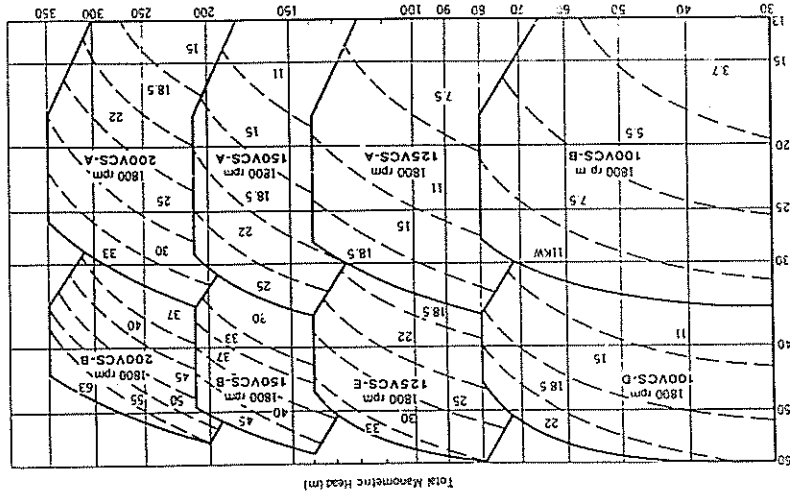 Total Manometric Head (m)
50
40
30
25
20
15
13
22
18.5
15
11
100VCS-D
1800 rpm
33
30
25
22
18.5
125VCS-E
1800 rpm
45
40
37
33
150VCS-B
1800 rpm
63
55
50
45
40
37
200VCS-B
1800 rpm
11KW
7.5
5.5
3.7
100VCS-B
1800 rpm
18.5
15
11
7.5
125VCS-A
1800 rpm
25
22
18.5
15
11
150VCS-A
1800 rpm
33
30
25
22
18.5
15
200VCS-A
1800 rpm
30 40 50 60 70 80 90 100 150 200 250 300 350